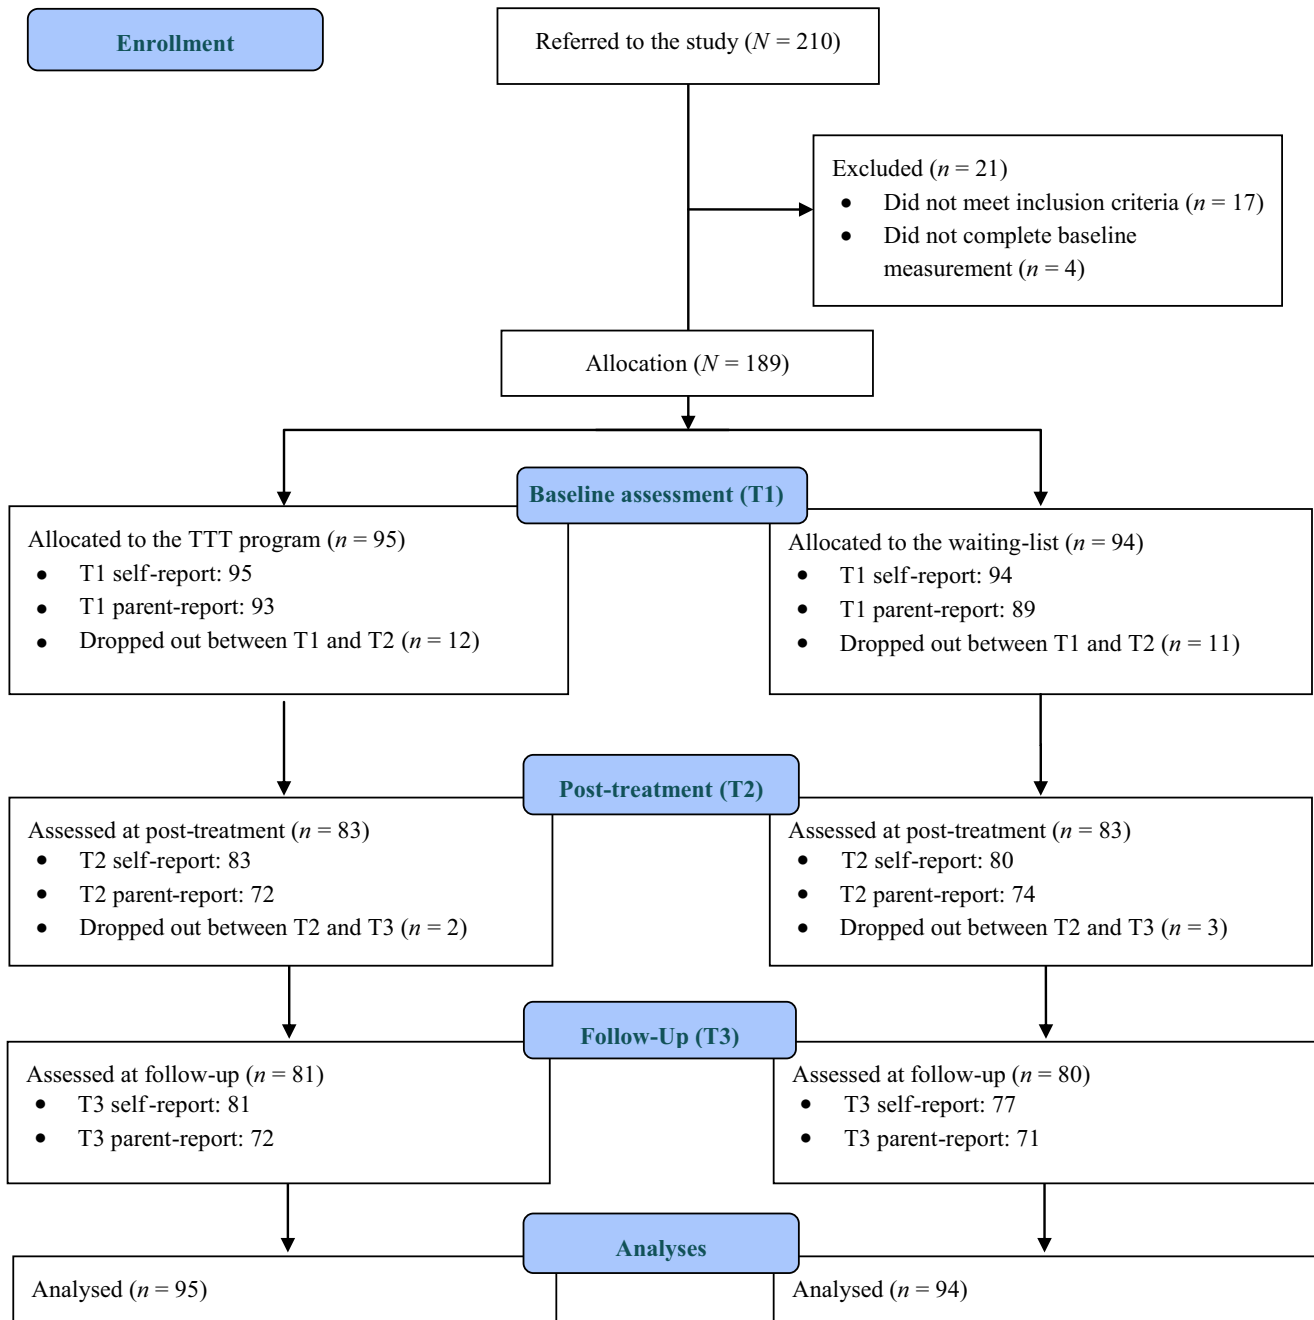 Enrollment
Referred to the study (N = 210)
Excluded (n = 21)
• Did not meet inclusion criteria (n = 17)
• Did not complete baseline
measurement (n = 4)
Allocation (N = 189)
Baseline assessment (T1)
Allocated to the TTT program (n = 95)
• T1 self-report: 95
• T1 parent-report: 93
• Dropped out between T1 and T2 (n = 12)
Allocated to the waiting-list (n = 94)
• T1 self-report: 94
• T1 parent-report: 89
• Dropped out between T1 and T2 (n = 11)
Post-treatment (T2)
Assessed at post-treatment (n = 83)
• T2 self-report: 83
• T2 parent-report: 72
• Dropped out between T2 and T3 (n = 2)
Assessed at post-treatment (n = 83)
• T2 self-report: 80
• T2 parent-report: 74
• Dropped out between T2 and T3 (n = 3)
Follow-Up (T3)
Assessed at follow-up (n = 81)
• T3 self-report: 81
• T3 parent-report: 72
Assessed at follow-up (n = 80)
• T3 self-report: 77
• T3 parent-report: 71
Analyses
Analysed (n = 95)
Analysed (n = 94)